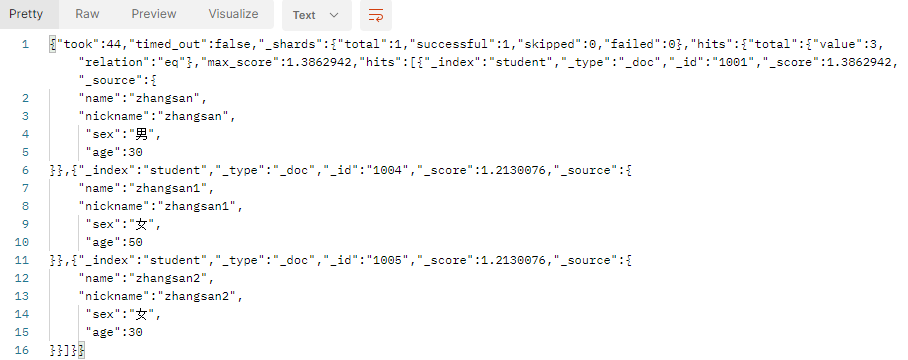 Pretty Raw Preview Visualize Text
1 {"took":44,"timed_out":false,"_shards":{"total":1,"successful":1,"skipped":0,"failed":0},"hits":{"total":{"value":3,
"relation":"eq"},"max_score":1.3862942,"hits":[{"_index":"student","_type":"_doc","_id":"1001","_score":1.3862942,
"_source":{
2 "name":"zhangsan",
3 "nickname":"zhangsan",
4 "sex":"男",
5 "age":30
6 }},{"_index":"student","_type":"_doc","_id":"1004","_score":1.2130076,"_source":{
7 "name":"zhangsan1",
8 "nickname":"zhangsan1",
9 "sex":"女",
10 "age":50
11 }},{"_index":"student","_type":"_doc","_id":"1005","_score":1.2130076,"_source":{
12 "name":"zhangsan2",
13 "nickname":"zhangsan2",
14 "sex":"女",
15 "age":30
16 }}]}}